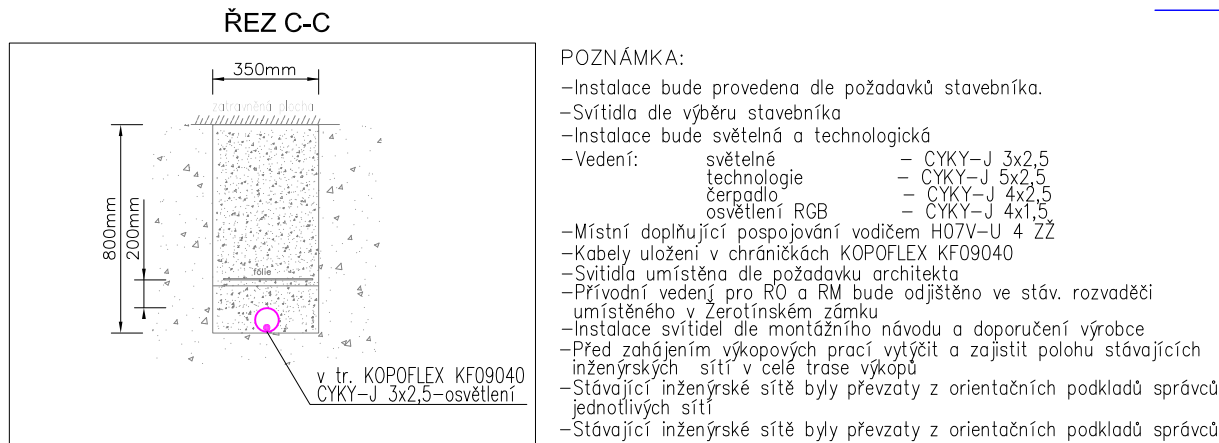 ŘEZ C-C
350mm
zatravněná plocha
800mm
200mm
fólie
v tr. KOPOFLEX KF09040
CYKY-J 3x2,5-osvětlení
POZNÁMKA:
-Instalace bude provedena dle požadavků stavebníka.
-Svítidla dle výběru stavebníka
-Instalace bude světelná a technologická
-Vedení: světelné - CYKY-J 3x2,5
technologie - CYKY-J 5x2,5
čerpadlo - CYKY-J 4x2,5
osvětlení RGB - CYKY-J 4x1,5
-Místní doplňující pospojování vodičem H07V-U 4 ZŽ
-Kabely uloženi v chráničkách KOPOFLEX KF09040
-Svitidla umístěna dle požadavku architekta
-Přívodní vedení pro RO a RM bude odjištěno ve stáv. rozvaděči
umístěného v Žerotínském zámku
-Instalace svítidel dle montážního návodu a doporučení výrobce
-Před zahájením výkopových prací vytýčit a zajistit polohu stávajících
inženýrských sítí v celé trase výkopů
-Stávající inženýrské sítě byly převzaty z orientačních podkladů správců
jednotlivých sítí
-Stávající inženýrské sítě byly převzaty z orientačních podkladů správců